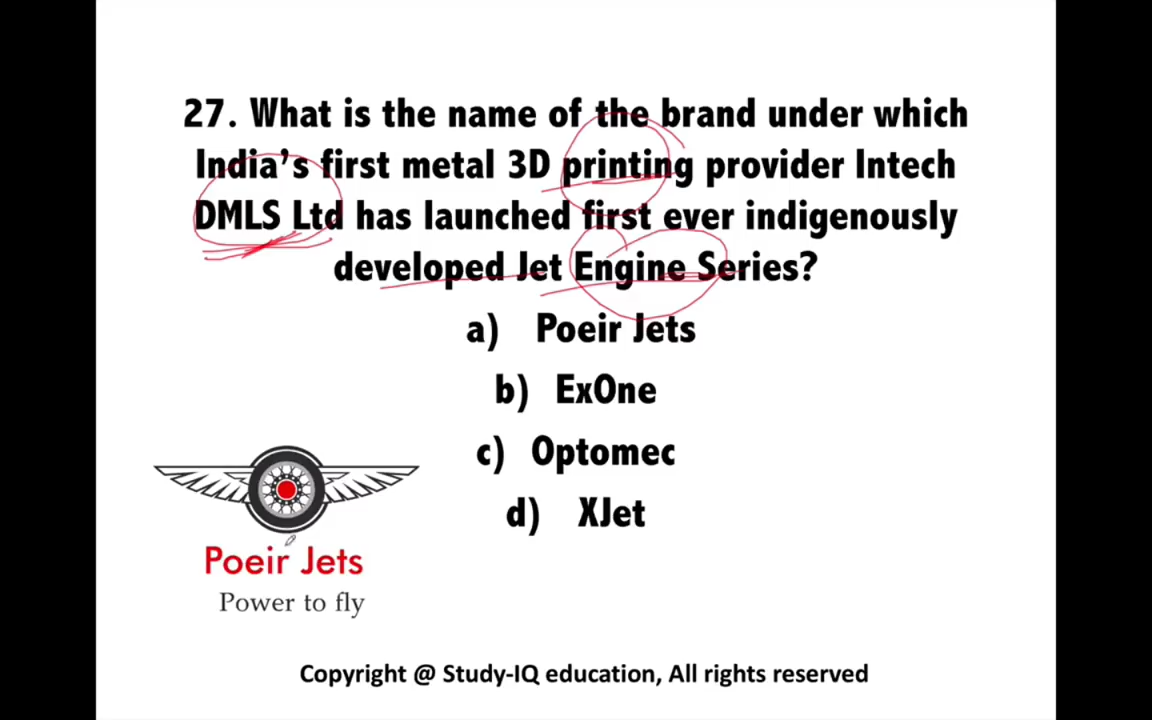 27. What is the name of the brand under which
India's first metal 3D printing provider Intech
DMLS Ltd has launched first ever indigenously
developed Jet Engine Series?
a) Poeir Jets
b) ExOne
c) Optomec
d) XJet
Poeir Jets
Power to fly
Copyright @ Study-IQ education, All rights reserved